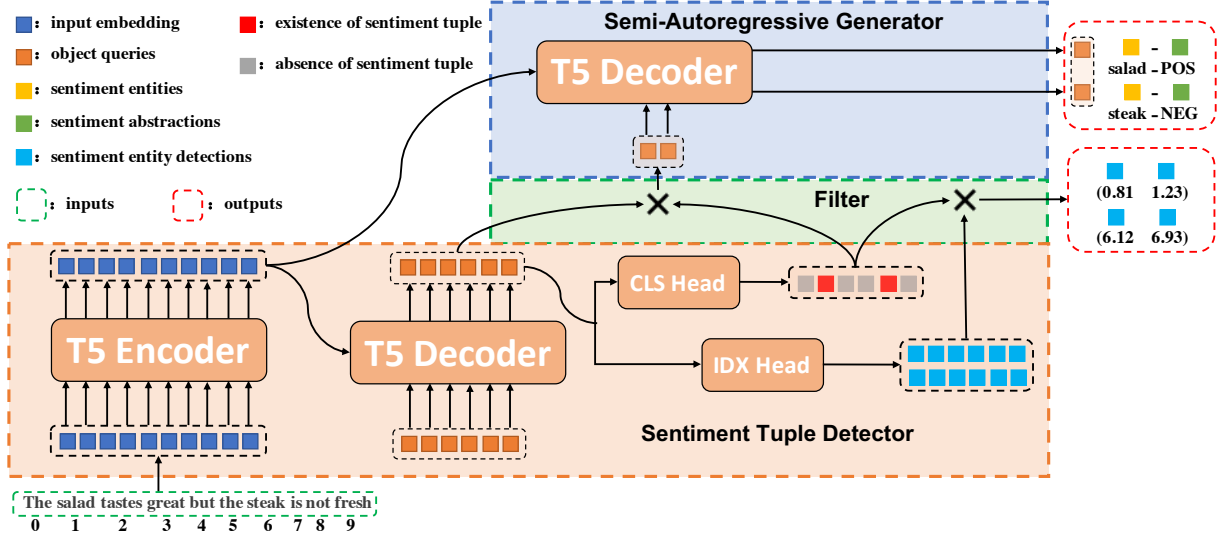 : input embedding
: object queries
: sentiment entities
: sentiment abstractions
: sentiment entity detections
: inputs
: outputs
: existence of sentiment tuple
: absence of sentiment tuple
Semi-Autoregressive Generator
T5 Decoder
-
salad - POS
-
steak - NEG
Filter
(0.81 1.23)
(6.12 6.93)
T5 Encoder
T5 Decoder
CLS Head
IDX Head
Sentiment Tuple Detector
The salad tastes great but the steak is not fresh
0 1 2 3 4 5 6 7 8 9